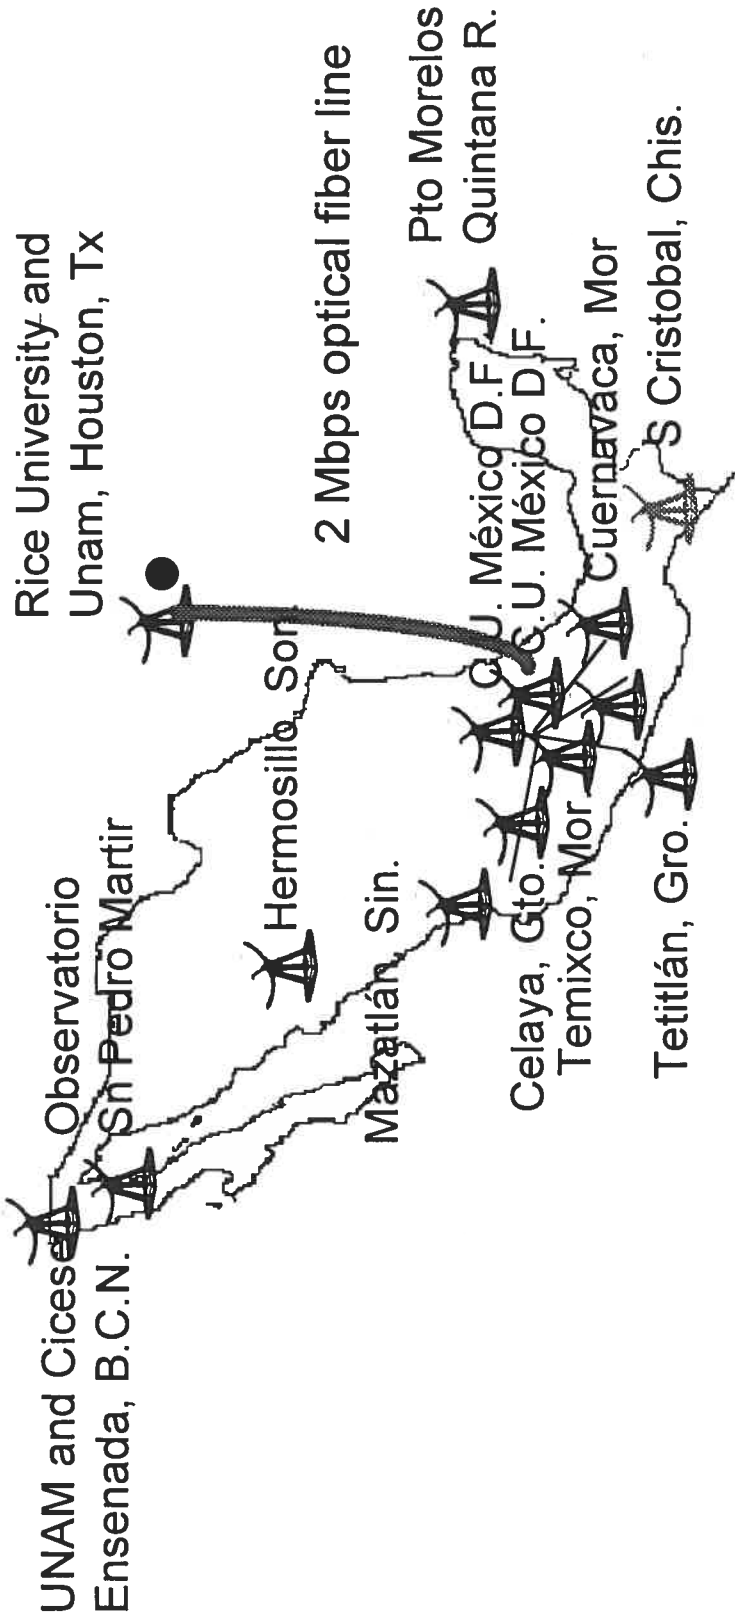 Rice University and
Unam, Houston, Tx
UNAM and Cicese
Ensenada, B.C.N.
Observatorio
Sn Pedro Martir
Hermosillo Son
2 Mbps optical fiber line
Mazatlán Sin.
Pto Morelos
Quintana R.
C. U. México D.F
C. U. México D.F.
Celaya, Gto.
Temixco, Mor
Cuernavaca, Mor
Tetitlán, Gro.
S Cristobal, Chis.